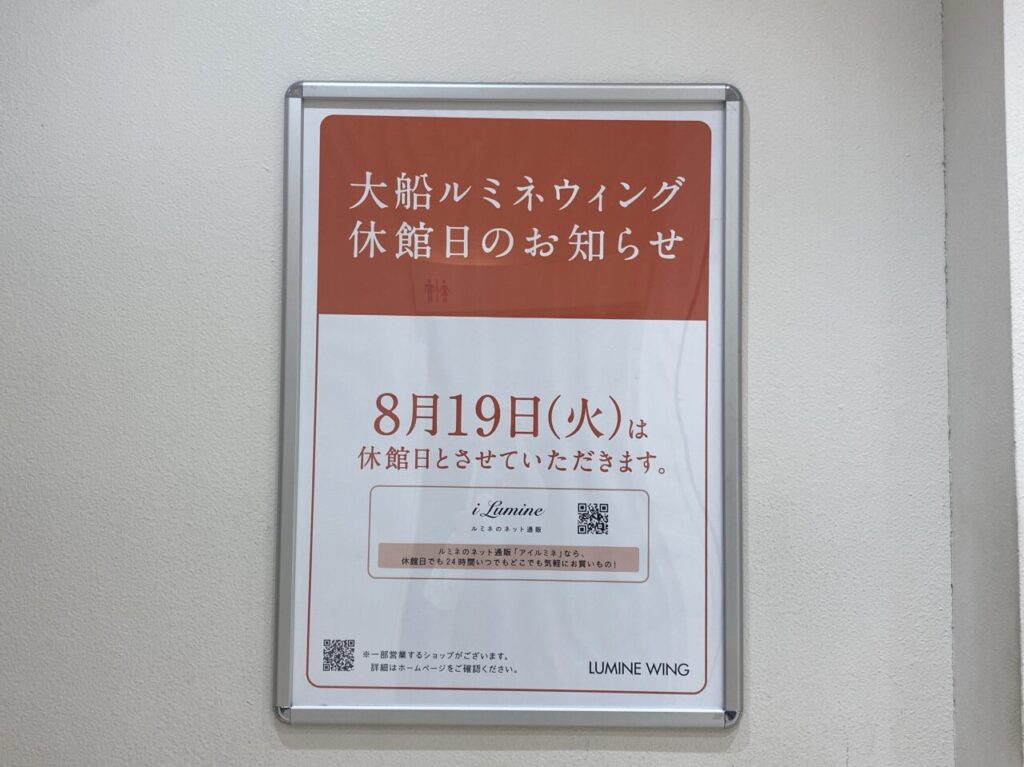 大船ルミネウィング
休館日のお知らせ
8月19日(火)は
休館日とさせていただきます。
i Lumine
ルミネのネット通販
ルミネのネット通販「アイルミネ」なら、
休館日でも24時間いつでもどこでも気軽にお買いもの!
※一部営業するショップがございます。
詳細はホームページをご確認ください。
LUMINE WING